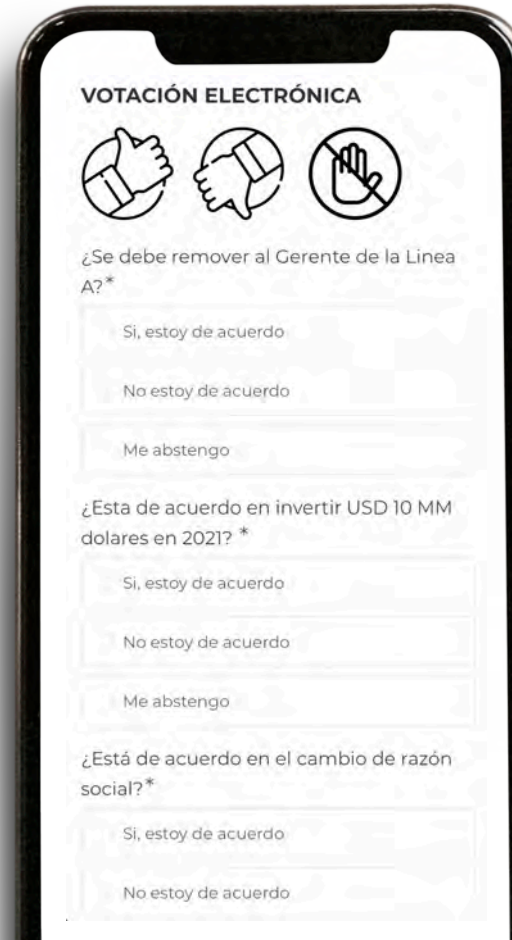 VOTACIÓN ELECTRÓNICA
¿Se debe remover al Gerente de la Linea
A?*
Si, estoy de acuerdo
No estoy de acuerdo
Me abstengo
¿Esta de acuerdo en invertir USD 10 MM
dolares en 2021? *
Si, estoy de acuerdo
No estoy de acuerdo
Me abstengo
¿Está de acuerdo en el cambio de razón
social?*
Si, estoy de acuerdo
No estoy de acuerdo